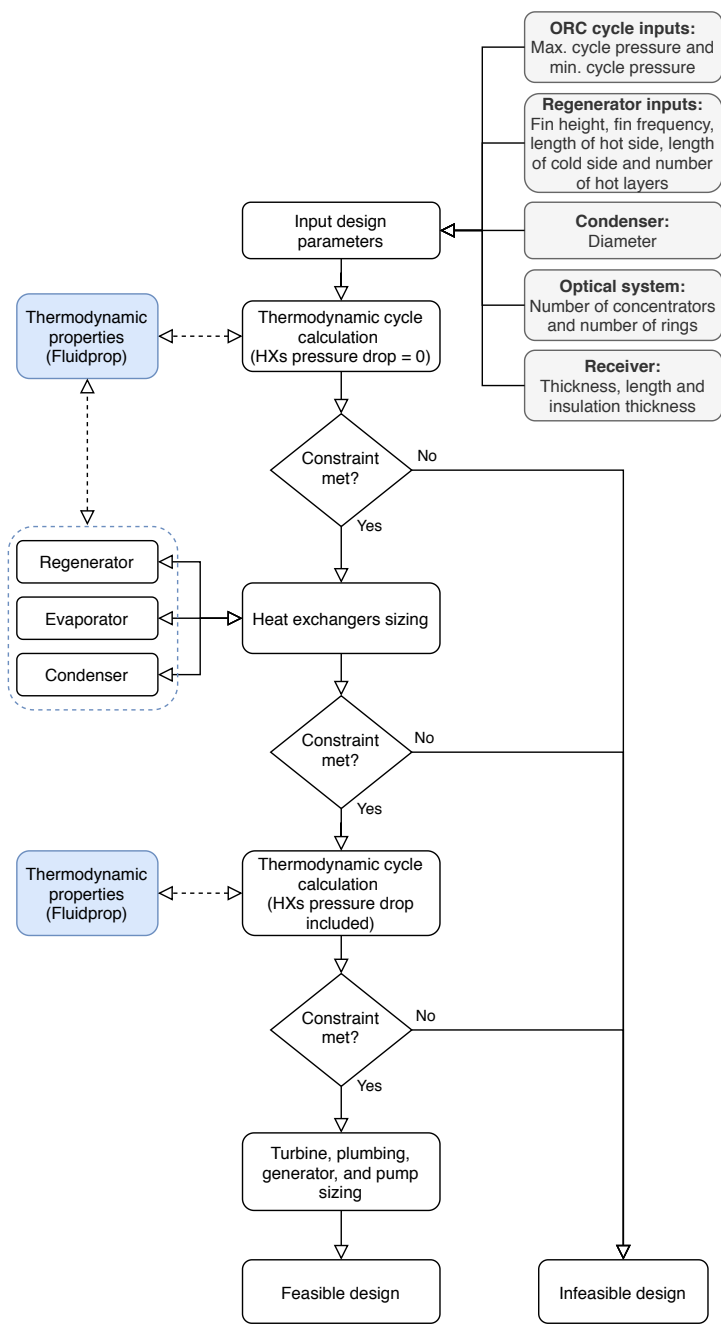 ORC cycle inputs:
Max. cycle pressure and
min. cycle pressure
Regenerator inputs:
Fin height, fin frequency,
length of hot side, length
of cold side and number
of hot layers
Condenser:
Diameter
Optical system:
Number of concentrators
and number of rings
Receiver:
Thickness, length and
insulation thickness
Input design
parameters
Thermodynamic
properties
(Fluidprop)
Thermodynamic cycle
calculation
(HXs pressure drop = 0)
Constraint
met?
No
Yes
Regenerator
Evaporator
Condenser
Heat exchangers sizing
Constraint
met?
No
Yes
Thermodynamic
properties
(Fluidprop)
Thermodynamic cycle
calculation
(HXs pressure drop
included)
Constraint
met?
No
Yes
Turbine, plumbing,
generator, and pump
sizing
Feasible design
Infeasible design